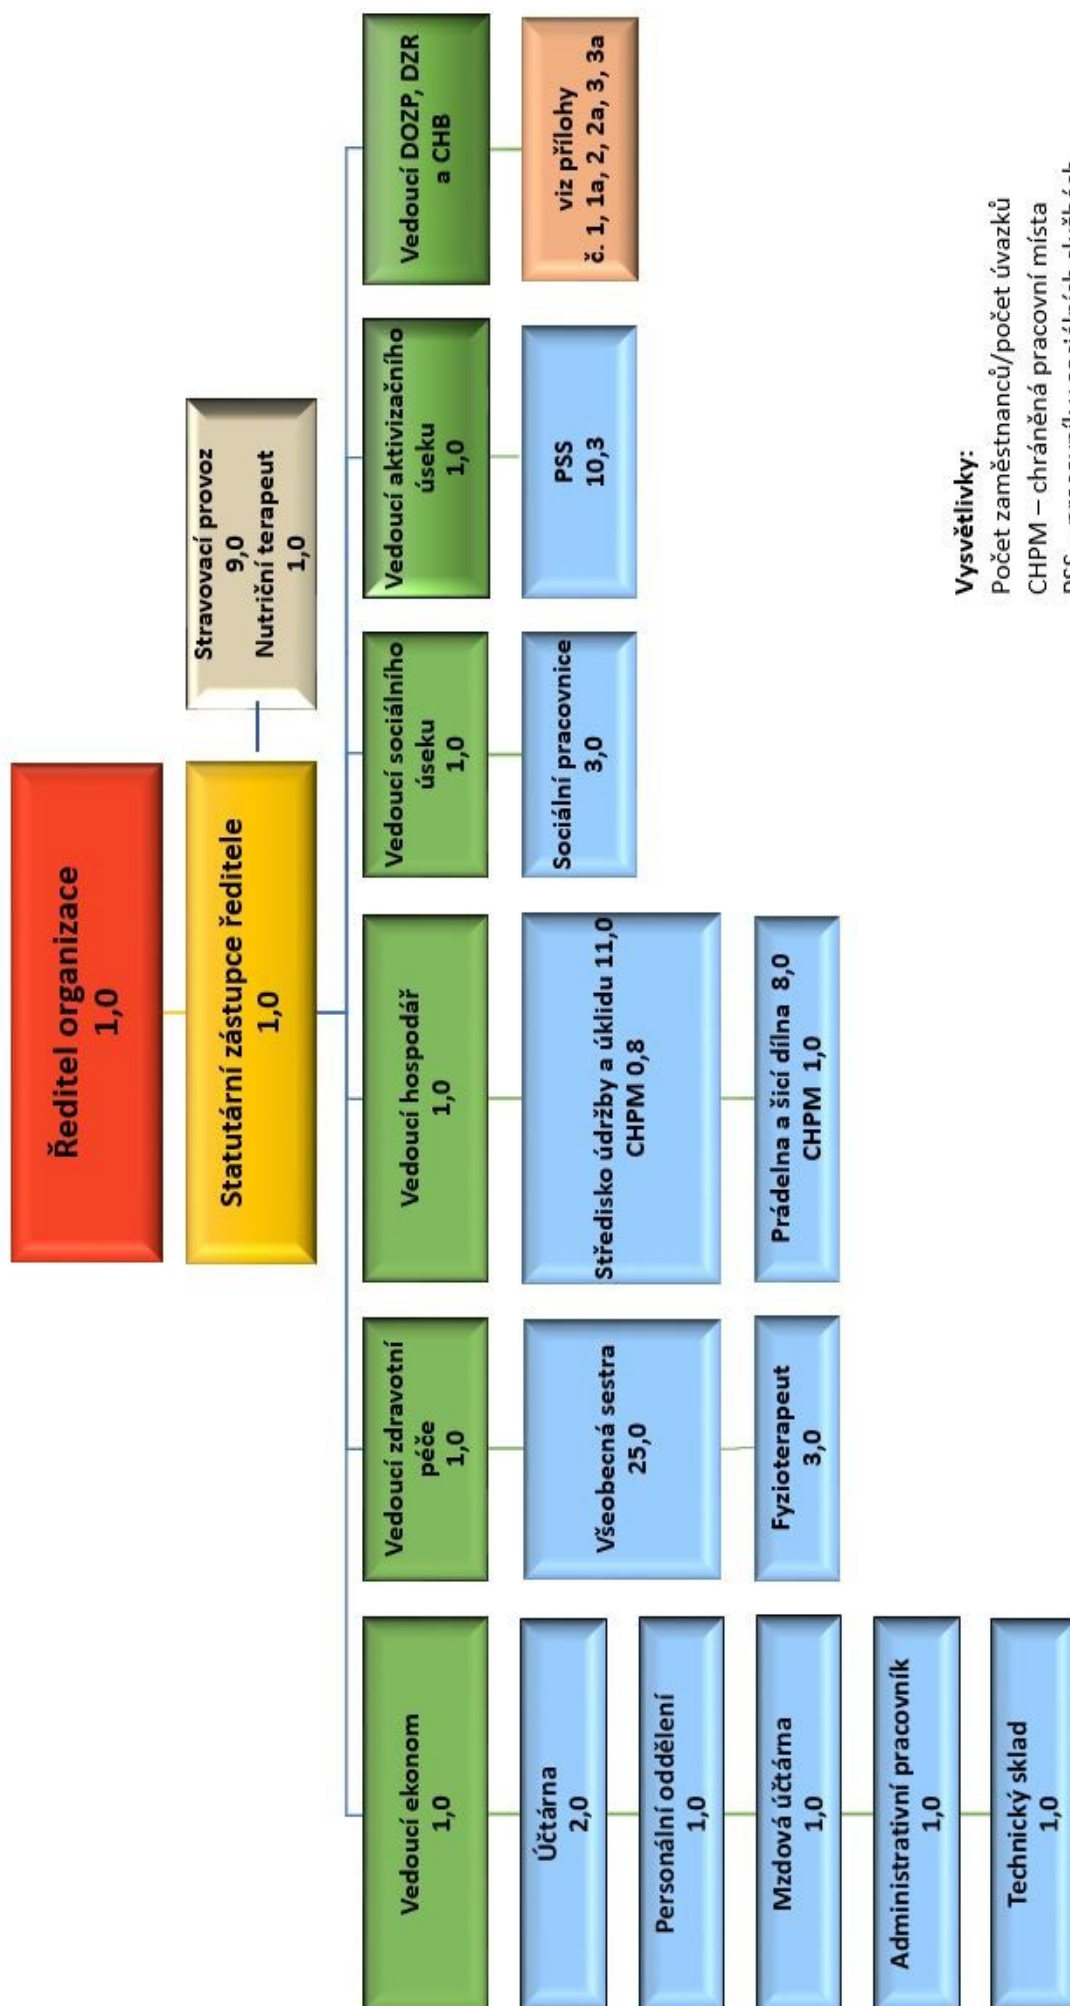 Ředitel organizace
1,0
Statutární zástupce ředitele
1,0
Stravovací provoz
9,0
Nutriční terapeut
1,0
Vedoucí ekonom
1,0
Účtárna
2,0
Personální oddělení
1,0
Mzdová účtárna
1,0
Administrativní pracovník
1,0
Technický sklad
1,0
Vedoucí zdravotní
péče
1,0
Všeobecná sestra
25,0
Fyzioterapeut
3,0
Vedoucí hospodář
1,0
Středisko údržby a úklidu 11,0
CHPM 0,8
Prádelna a šicí dílna 8,0
CHPM 1,0
Vedoucí sociálního
úseku
1,0
Sociální pracovnice
3,0
Vedoucí aktivizačního
úseku
1,0
PSS
10,3
Vedoucí DOZP, DZR
a CHB
viz přílohy
č. 1, 1a, 2, 2a, 3, 3a
Vysvětlivky:
Počet zaměstnanců/počet úvazků
CHPM – chráněná pracovní místa
PSS – pracovník v sociálních službách